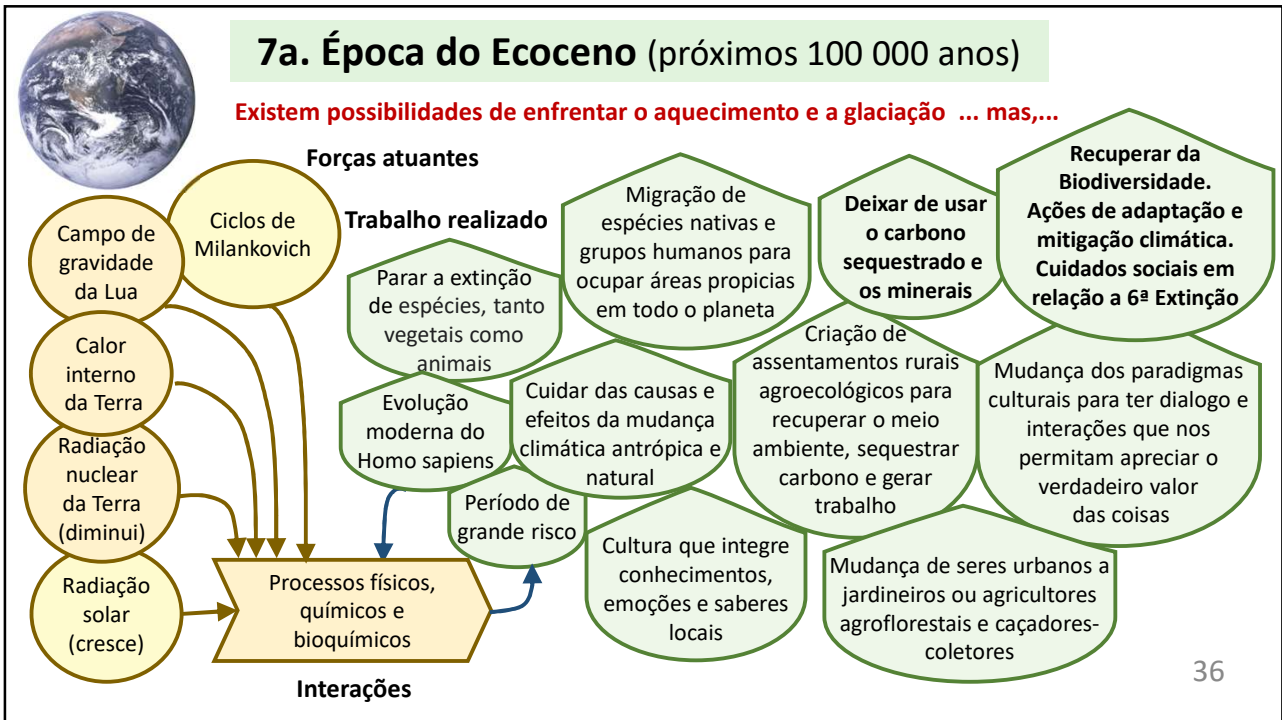 7a. Época do Ecoceno (próximos 100 000 anos)
Existem possibilidades de enfrentar o aquecimento e a glaciação ... mas,...
Forças atuantes
Campo de
gravidade
da Lua
Ciclos de
Milankovich
Calor
interno
da Terra
Radiação
nuclear
da Terra
(diminui)
Radiação
solar
(cresce)
Processos físicos,
químicos e
bioquímicos
Interações
Trabalho realizado
Parar a extinção
de espécies, tanto
vegetais como
animais
Evolução
moderna do
Homo sapiens
Período de
grande risco
Migração de
espécies nativas e
grupos humanos para
ocupar áreas propicias
em todo o planeta
Cuidar das causas e
efeitos da mudança
climática antrópica e
natural
Cultura que integre
conhecimentos,
emoções e saberes
locais
Deixar de usar
o carbono
sequestrado e
os minerais
Criação de
assentamentos rurais
agroecológicos para
recuperar o meio
ambiente, sequestrar
carbono e gerar
trabalho
Recuperar da
Biodiversidade.
Ações de adaptação e
mitigação climática.
Cuidados sociais em
relação a 6ª Extinção
Mudança dos paradigmas
culturais para ter dialogo e
interações que nos
permitam apreciar o
verdadeiro valor
das coisas
Mudança de seres urbanos a
jardineiros ou agricultores
agroflorestais e caçadores-
coletores
36